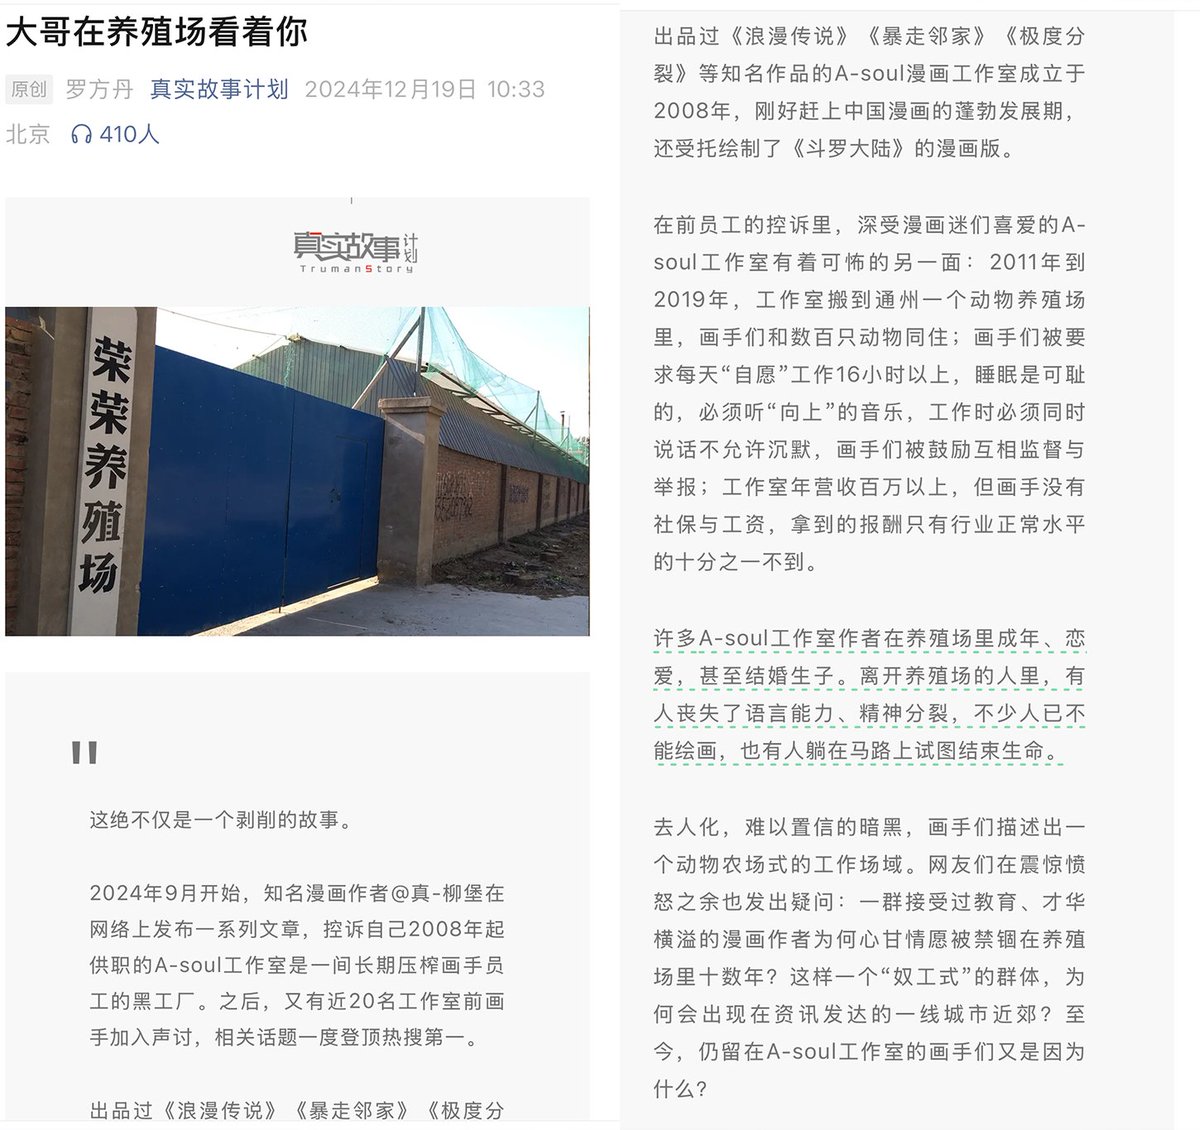 大哥在养殖场看着你
原创 罗方丹 真实故事计划 2024年12月19日 10:33
北京 410人
真实故事计划
TrumanStory
荣荣养殖场
"
这绝不仅是一个剥削的故事。
2024年9月开始，知名漫画作者@真-柳堡在
网络上发布一系列文章，控诉自己2008年起
供职的A-soul工作室是一间长期压榨画手员
工的黑工厂。之后，又有近20名工作室前画
手加入声讨，相关话题一度登顶热搜第一。
出品过《浪漫传说》《暴走邻家》《极度分
出品过《浪漫传说》《暴走邻家》《极度分
裂》等知名作品的A-soul漫画工作室成立于
2008年，刚好赶上中国漫画的蓬勃发展期，
还受托绘制了《斗罗大陆》的漫画版。
在前员工的控诉里，深受漫画迷们喜爱的A-
soul工作室有着可怖的另一面：2011年到
2019年，工作室搬到通州一个动物养殖场
里，画手们和数百只动物同住；画手们被要
求每天“自愿”工作16小时以上，睡眠是可耻
的，必须听“向上”的音乐，工作时必须同时
说话不允许沉默，画手们被鼓励互相监督与
举报；工作室年营收百万以上，但画手没有
社保与工资，拿到的报酬只有行业正常水平
的十分之一不到。
许多A-soul工作室作者在养殖场里成年、恋
爱，甚至结婚生子。离开养殖场的人里，有
人丧失了语言能力、精神分裂，不少人已不
能绘画，也有人躺在马路上试图结束生命。
去人化，难以置信的暗黑，画手们描述出一
个动物农场式的工作场域。网友们在震惊愤
怒之余也发出疑问：一群接受过教育、才华
横溢的漫画作者为何心甘情愿被禁锢在养殖
场里十数年？这样一个“奴工式”的群体，为
何会出现在资讯发达的一线城市近郊？至
今，仍留在A-soul工作室的画手们又是因为
什么？